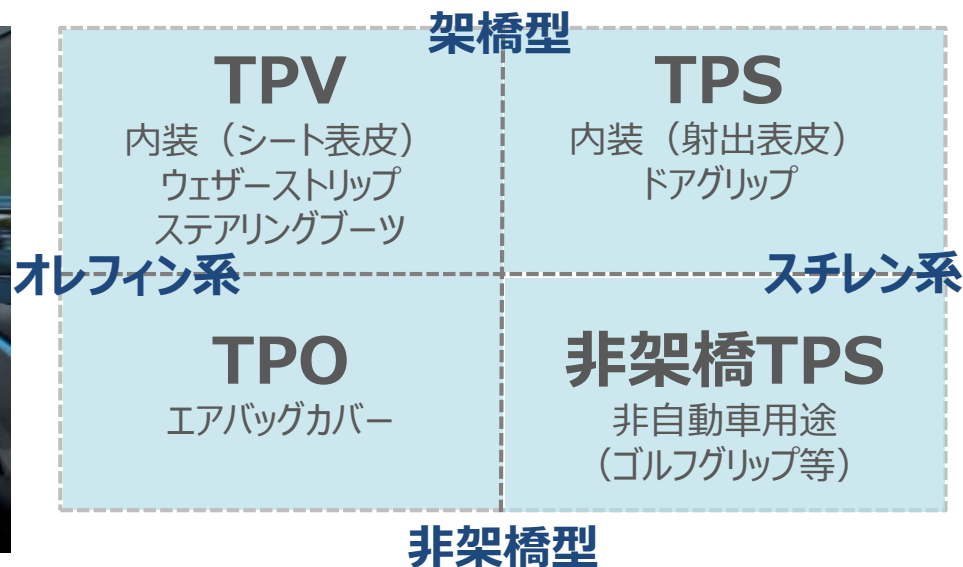 架橋型
TPV
内装（シート表皮）
ウェザーストリップ
ステアリングブーツ
TPS
内装（射出表皮）
ドアグリップ
オレフィン系
スチレン系
TPO
エアバッグカバー
非架橋TPS
非自動車用途
（ゴルフグリップ等）
非架橋型